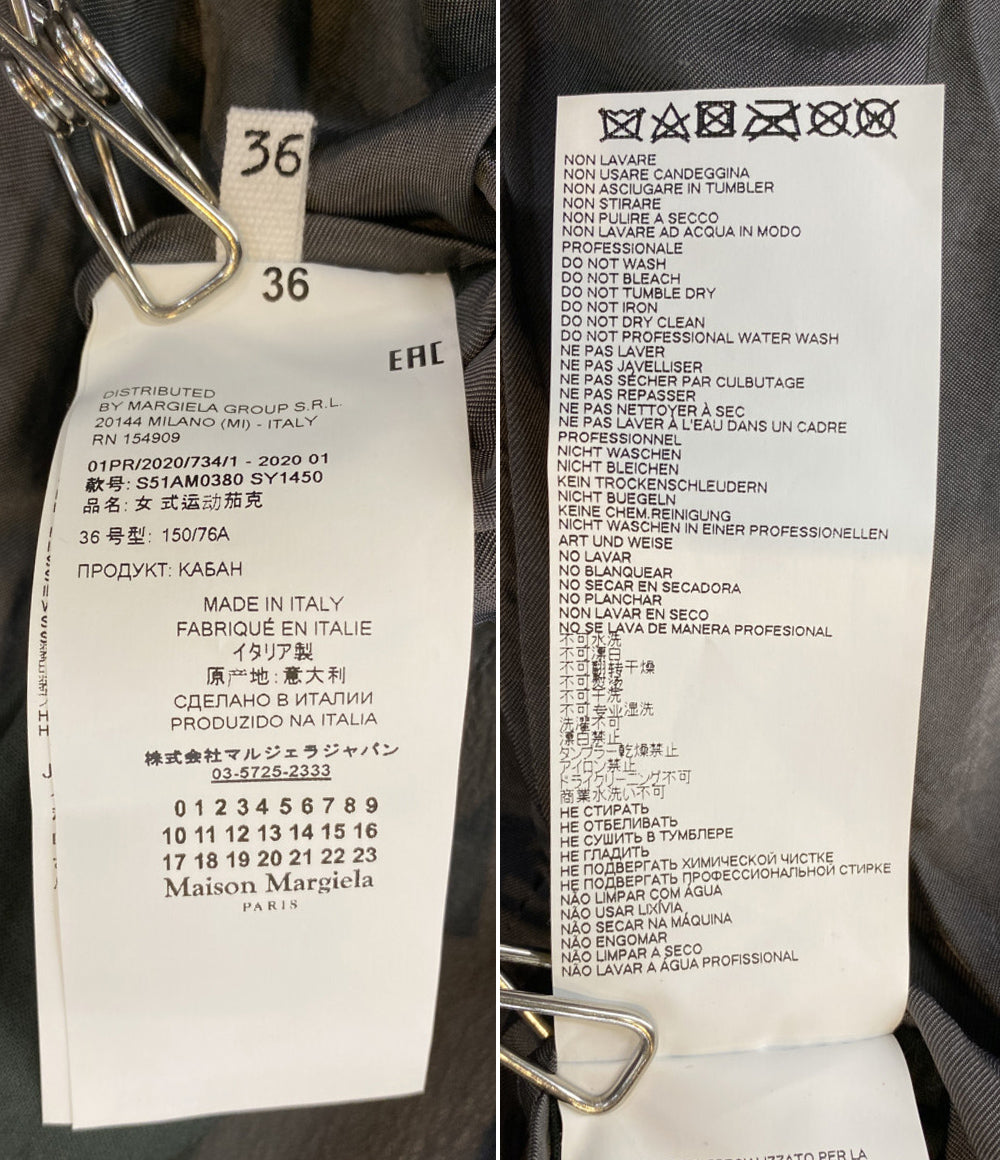 36
36
EAC
DISTRIBUTED
BY MARGIELA GROUP S.R.L.
20144 MILANO (MI) - ITALY
RN 154909
01PR/2020/734/1 - 2020 01
款号: S51AM0380 SY1450
品名: 女 式运动茄克
36 号型: 150/76A
ПРОДУКТ: КАБАН
MADE IN ITALY
FABRIQUÉ EN ITALIE
イタリア製
原产地: 意大利
СДЕЛАНО В ИТАЛИИ
PRODUZIDO NA ITALIA
株式会社マルジェラジャパン
03-5725-2333
0 1 2 3 4 5 6 7 8 9
10 11 12 13 14 15 16
17 18 19 20 21 22 23
Maison Margiela
PARIS
NON LAVARE
NON USARE CANDEGGINA
NON ASCIUGARE IN TUMBLER
NON STIRARE
NON PULIRE A SECCO
NON LAVARE AD ACQUA IN MODO
PROFESSIONALE
DO NOT WASH
DO NOT BLEACH
DO NOT TUMBLE DRY
DO NOT IRON
DO NOT DRY CLEAN
DO NOT PROFESSIONAL WATER WASH
NE PAS LAVER
NE PAS JAVELLISER
NE PAS SÉCHER PAR CULBUTAGE
NE PAS REPASSER
NE PAS NETTOYER À SEC
NE PAS LAVER À L'EAU DANS UN CADRE
PROFESSIONNEL
NICHT WASCHEN
NICHT BLEICHEN
KEIN TROCKENSCHLEUDERN
NICHT BUEGELN
KEINE CHEM.REINIGUNG
NICHT WASCHEN IN EINER PROFESSIONELLEN
ART UND WEISE
NO LAVAR
NO BLANQUEAR
NO SECAR EN SECADORA
NO PLANCHAR
NON LAVAR EN SECO
NO SE LAVA DE MANERA PROFESIONAL
不可水洗
不可漂白
不可翻转干燥
不可熨烫
不可干洗
不可专业湿洗
洗濯不可
漂白禁止
タンブラー乾燥禁止
アイロン禁止
ドライクリーニング不可
商業水洗い不可
НЕ СТИРАТЬ
НЕ ОТБЕЛИВАТЬ
НЕ СУШИТЬ В ТУМБЛЕРЕ
НЕ ГЛАДИТЬ
НЕ ПОДВЕРГАТЬ ХИМИЧЕСКОЙ ЧИСТКЕ
НЕ ПОДВЕРГАТЬ ПРОФЕССИОНАЛЬНОЙ СТИРКЕ
NÃO LIMPAR COM ÁGUA
NÃO USAR LIXÍVIA
NÃO SECAR NA MÁQUINA
NÃO ENGOMAR
NÃO LIMPAR A SECO
NÃO LAVAR A ÁGUA PROFISSIONAL
PER LA